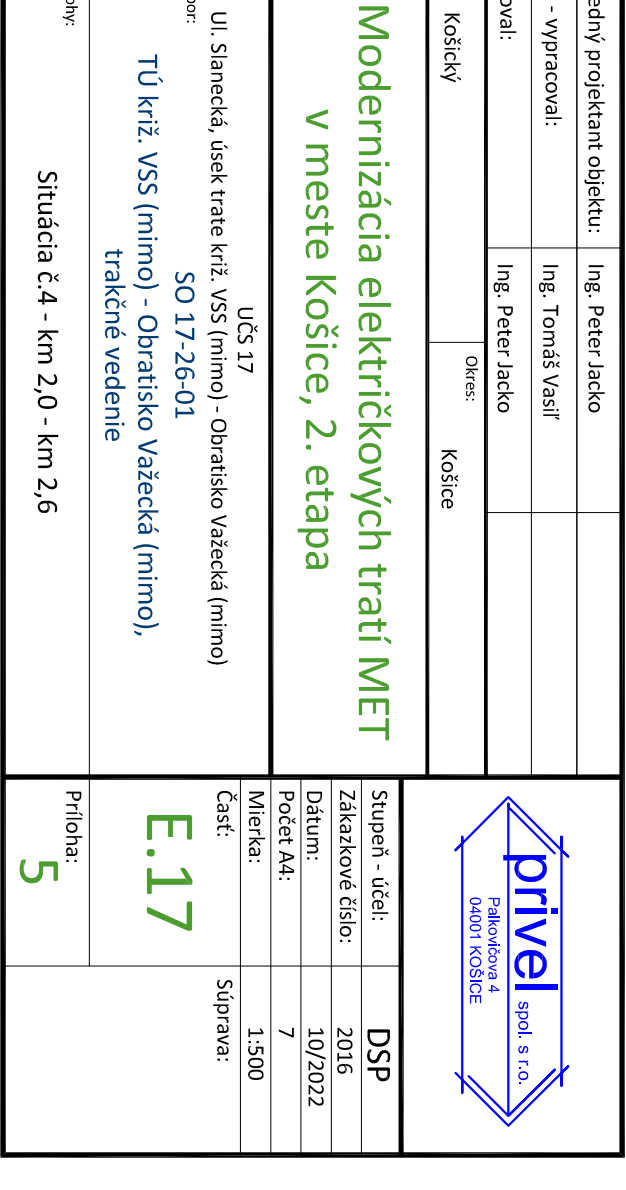 edný projektant objektu: Ing. Peter Jacko
- vypracoval: Ing. Tomáš Vasiľ
oval: Ing. Peter Jacko
Košický Okres: Košice
Modernizácia električkových tratí MET
v meste Košice, 2. etapa
UČS 17
Ul. Slanecká, úsek trate križ. VSS (mimo) - Obratisko Važecká (mimo)
bor:
SO 17-26-01
TÚ križ. VSS (mimo) - Obratisko Važecká (mimo),
trakčné vedenie
ohy:
Situácia č.4 - km 2,0 - km 2,6
privel spol. s r.o.
Palkovičova 4
04001 KOŠICE
Stupeň - účel: DSP
Zákazkové číslo: 2016
Dátum: 10/2022
Počet A4: 7
Mierka: 1:500
Časť: Súprava:
E.17
Príloha:
5